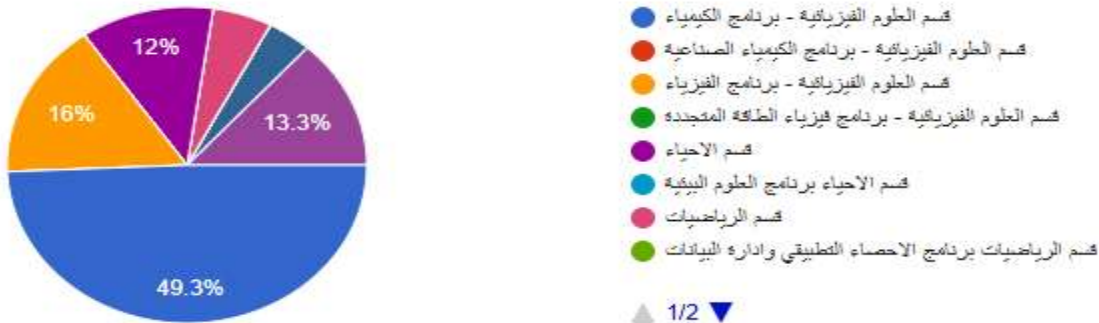 12%
16%
13.3%
49.3%
قسم العلوم الفيزيائية - برنامج الكيمياء
قسم العلوم الفيزيائية - برنامج الكيمياء الصناعية
قسم العلوم الفيزيائية - برنامج الفيزياء
قسم العلوم الفيزيائية - برنامج فيزياء الطاقة المتجدده
قسم الاحياء
قسم الاحياء برنامج العلوم البيئية
قسم الرياضيات
قسم الرياضيات برنامج الاحصاء التطبيقي واداره البيانات
1/2